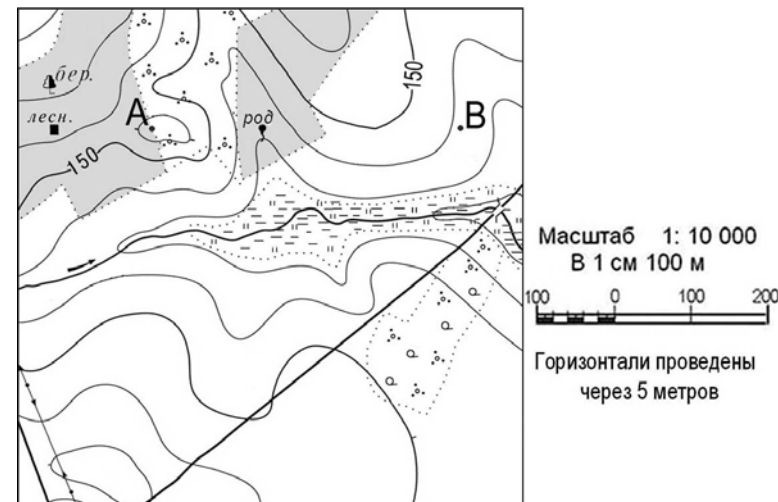 бер.
лесн.
А
род
В
150
150
Масштаб 1: 10 000
В 1 см 100 м
100 0 100 200
Горизонтали проведены
через 5 метров